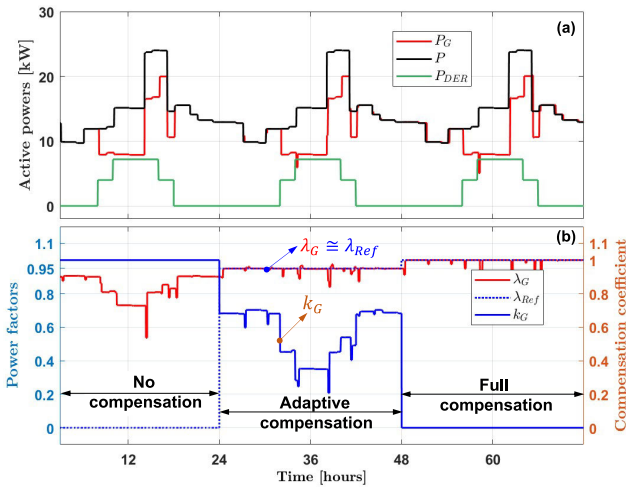 (a)
Active powers [kW]
30
20
10
0
P_G
P
P_DER
(b)
Power factors
1.1
0.95
0.8
0.6
0.4
0.2
0
λ_G ≅ λ_Ref
k_G
λ_G
λ_Ref
k_G
1.1
1
0.8
0.6
0.4
0.2
0
Compensation coefficient
No
compensation
Adaptive
compensation
Full
compensation
12
24
36
48
60
Time [hours]